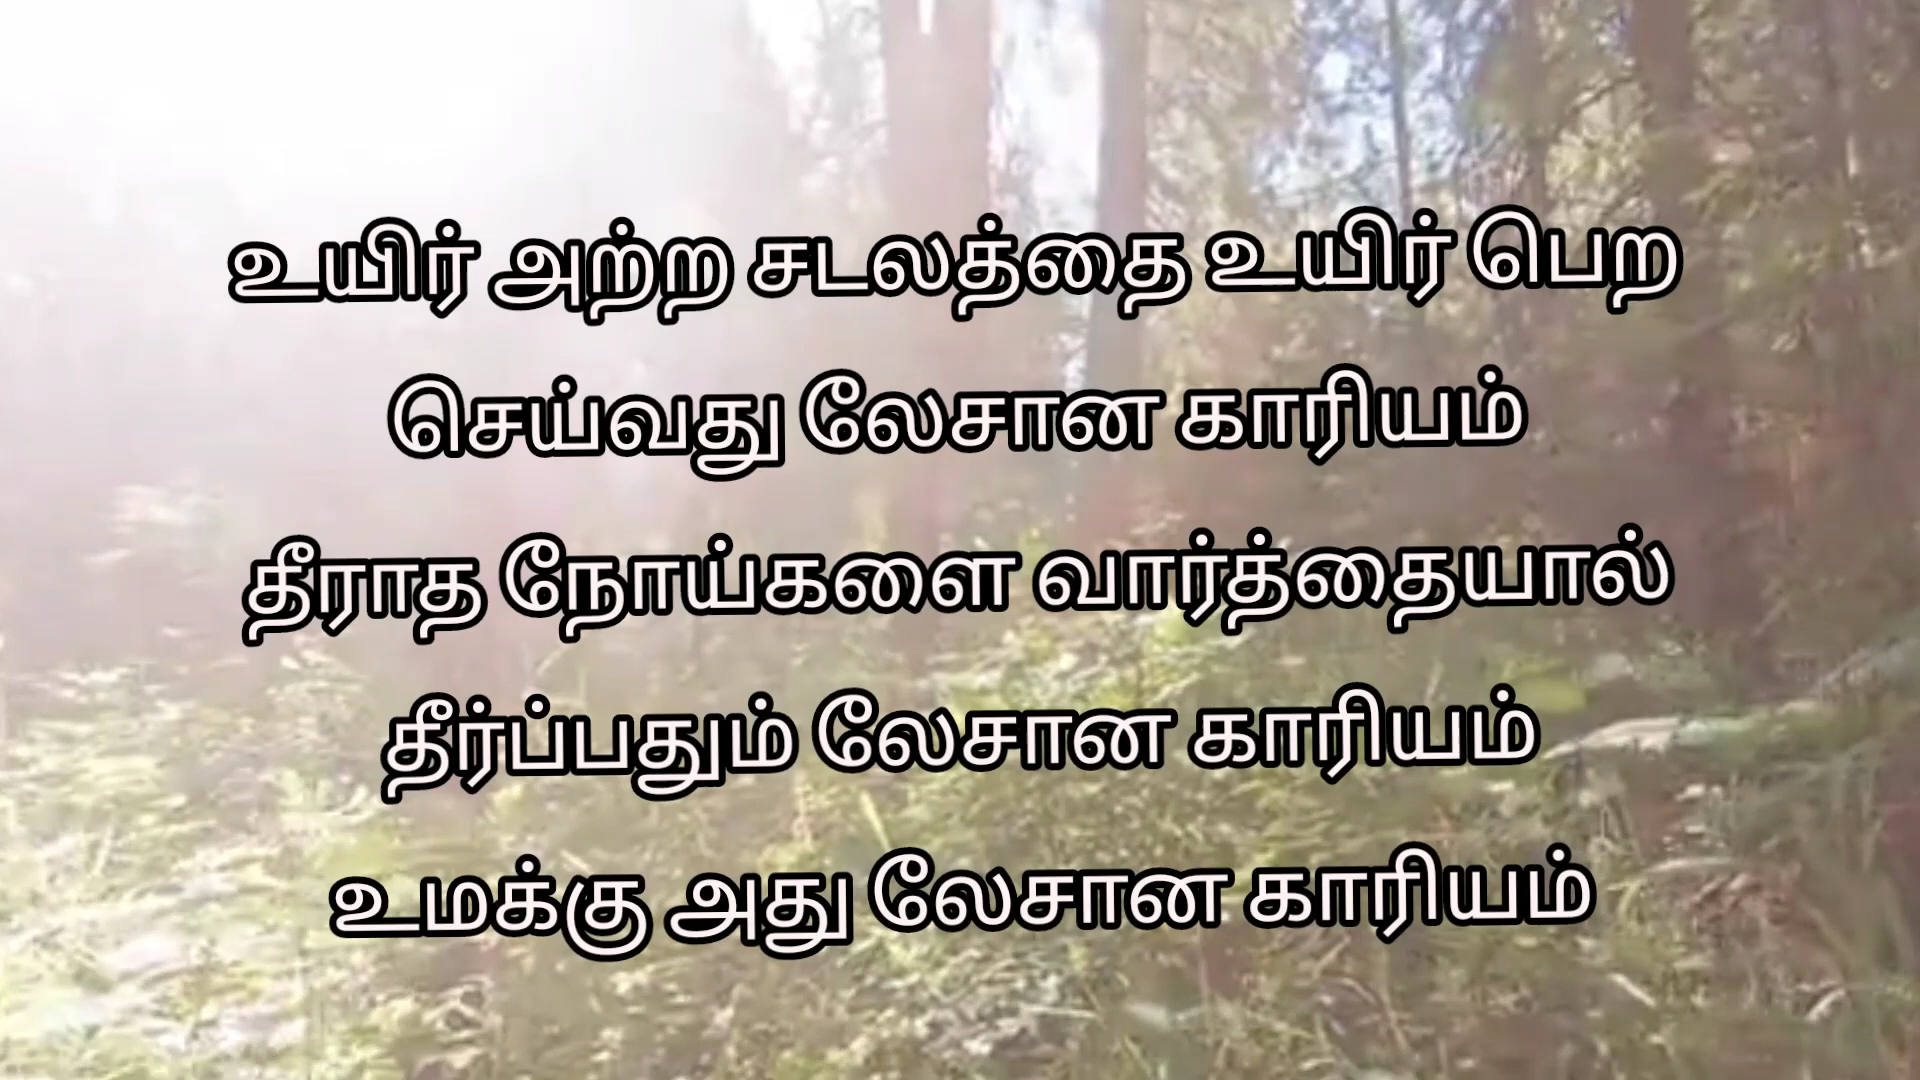 உயிர் அற்ற சடலத்தை உயிர் பெற
செய்வது லேசான காரியம்
தீராத நோய்களை வார்த்தையால்
தீர்ப்பதும் லேசான காரியம்
உமக்கு அது லேசான காரியம்